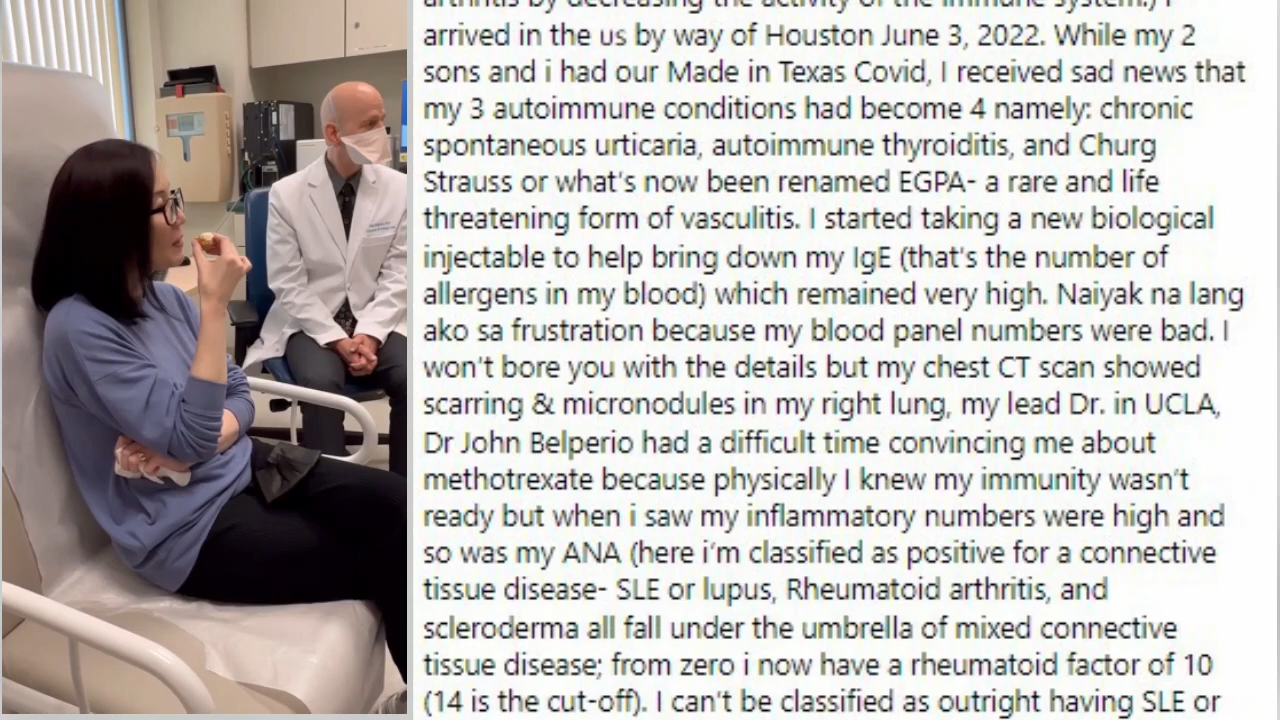 arthritis by decreasing the activity of the immune system.) I
arrived in the us by way of Houston June 3, 2022. While my 2
sons and i had our Made in Texas Covid, I received sad news that
my 3 autoimmune conditions had become 4 namely: chronic
spontaneous urticaria, autoimmune thyroiditis, and Churg
Strauss or what's now been renamed EGPA- a rare and life
threatening form of vasculitis. I started taking a new biological
injectable to help bring down my IgE (that's the number of
allergens in my blood) which remained very high. Naiyak na lang
ako sa frustration because my blood panel numbers were bad. I
won't bore you with the details but my chest CT scan showed
scarring & micronodules in my right lung, my lead Dr. in UCLA,
Dr John Belperio had a difficult time convincing me about
methotrexate because physically I knew my immunity wasn't
ready but when i saw my inflammatory numbers were high and
so was my ANA (here i'm classified as positive for a connective
tissue disease- SLE or lupus, Rheumatoid arthritis, and
scleroderma all fall under the umbrella of mixed connective
tissue disease; from zero i now have a rheumatoid factor of 10
(14 is the cut-off). I can't be classified as outright having SLE or